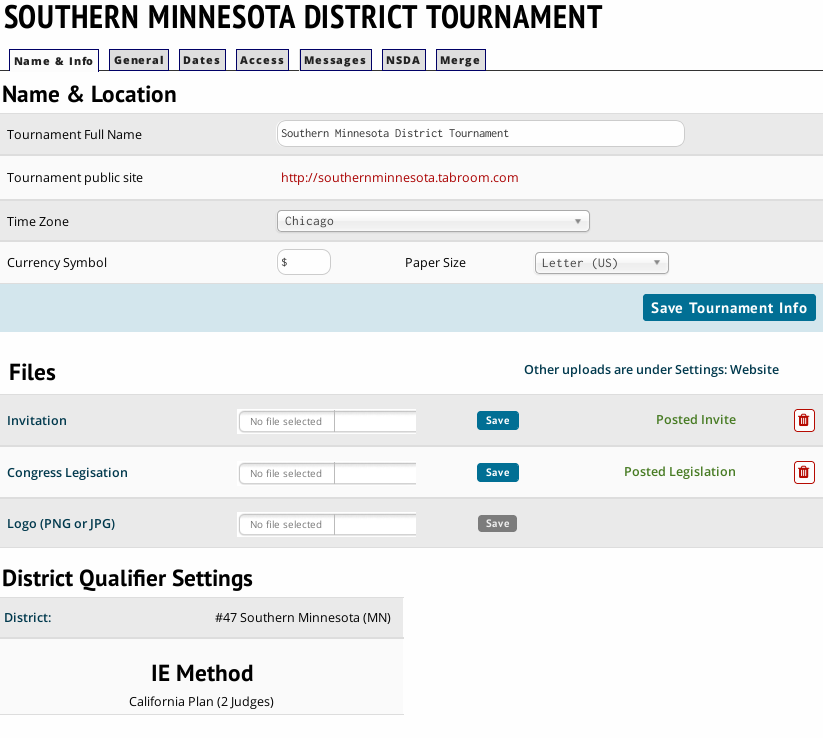 SOUTHERN MINNESOTA DISTRICT TOURNAMENT
Name & Info General Dates Access Messages NSDA Merge
Name & Location
Tournament Full Name Southern Minnesota District Tournament
Tournament public site http://southernminnesota.tabroom.com
Time Zone Chicago
Currency Symbol $ Paper Size Letter (US)
Save Tournament Info
Files Other uploads are under Settings: Website
Invitation No file selected Save Posted Invite
Congress Legisation No file selected Save Posted Legislation
Logo (PNG or JPG) No file selected Save
District Qualifier Settings
District: #47 Southern Minnesota (MN)
IE Method
California Plan (2 Judges)